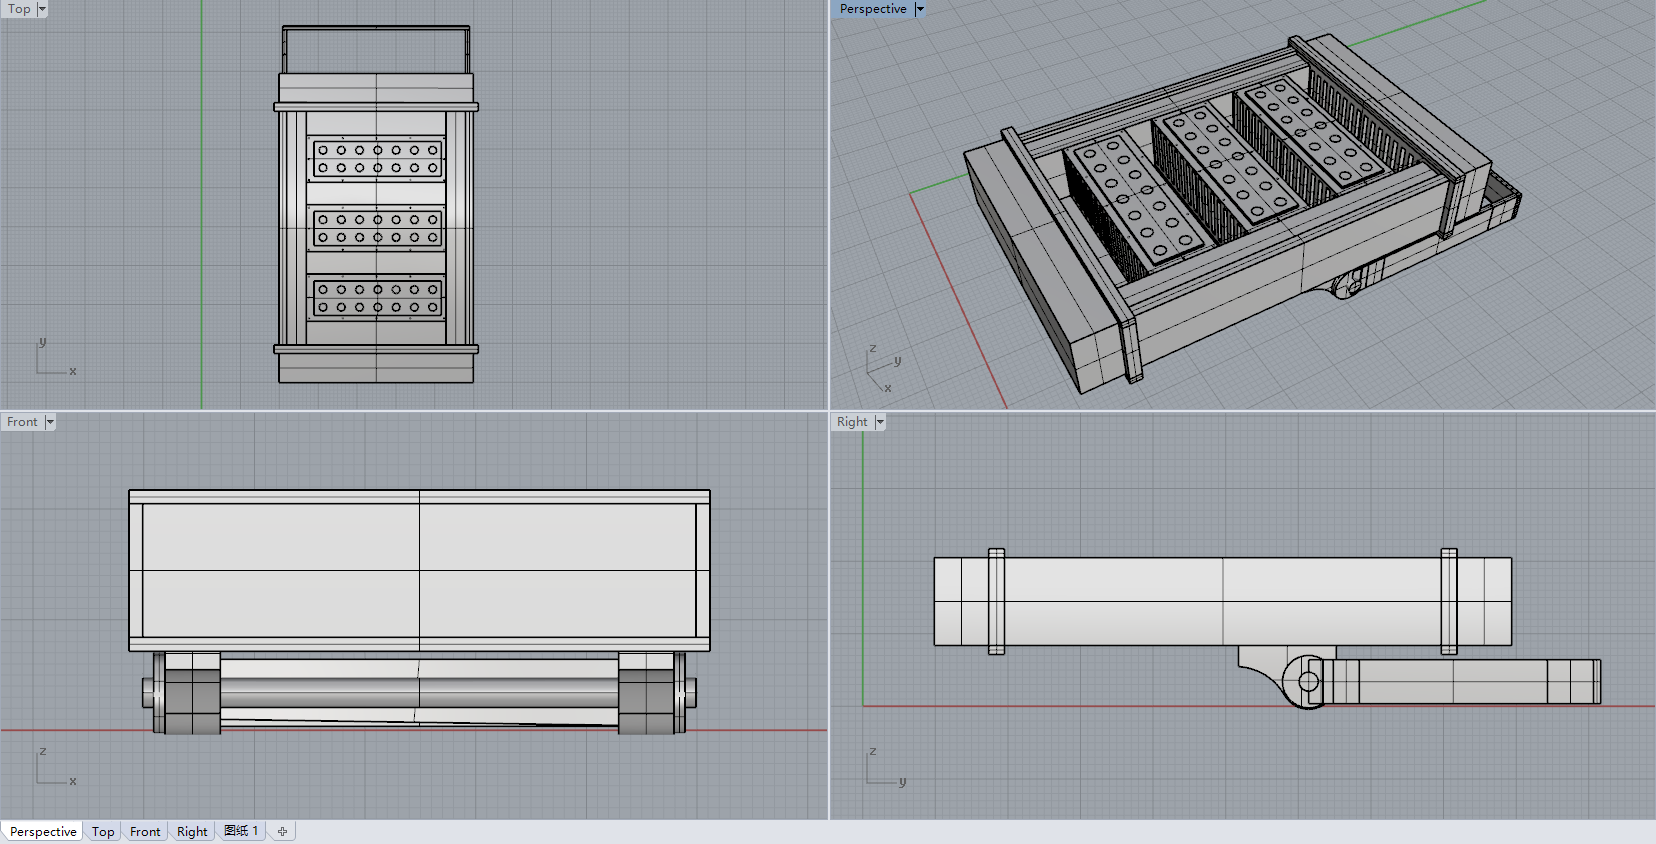 Top
Perspective
y
x
z
y
x
Front
Right
z
x
z
y
Perspective Top Front Right 图纸 1